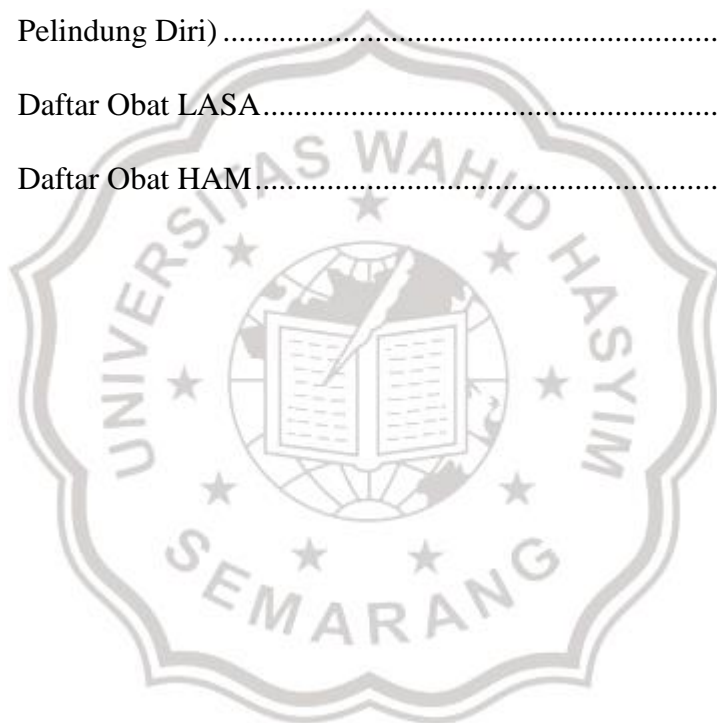 Pelindung Diri) ..........................................................
Daftar Obat LASA.....................................................
Daftar Obat HAM......................................................
UNIVERSITAS WAHID HASYIM
SEMARANG